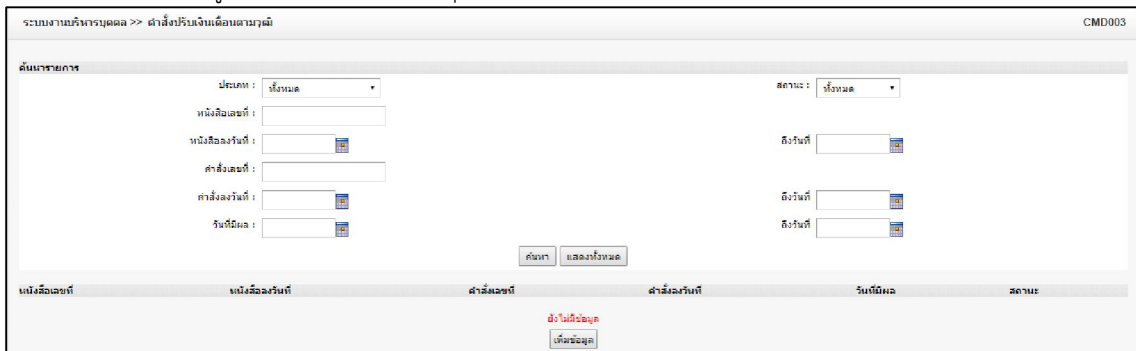 ระบบงานบริหารบุคคล >> คำสั่งปรับเงินเดือนตามวุฒิ CMD003
ค้นหารายการ
ประเภท : ทั้งหมด สถานะ : ทั้งหมด
หนังสือเลขที่ :
หนังสือลงวันที่ : ถึงวันที่
คำสั่งเลขที่ :
คำสั่งลงวันที่ : ถึงวันที่
วันที่มีผล : ถึงวันที่
ค้นหา แสดงทั้งหมด
หนังสือเลขที่ หนังสือลงวันที่ คำสั่งเลขที่ คำสั่งลงวันที่ วันที่มีผล สถานะ
ยังไม่มีข้อมูล
เพิ่มข้อมูล